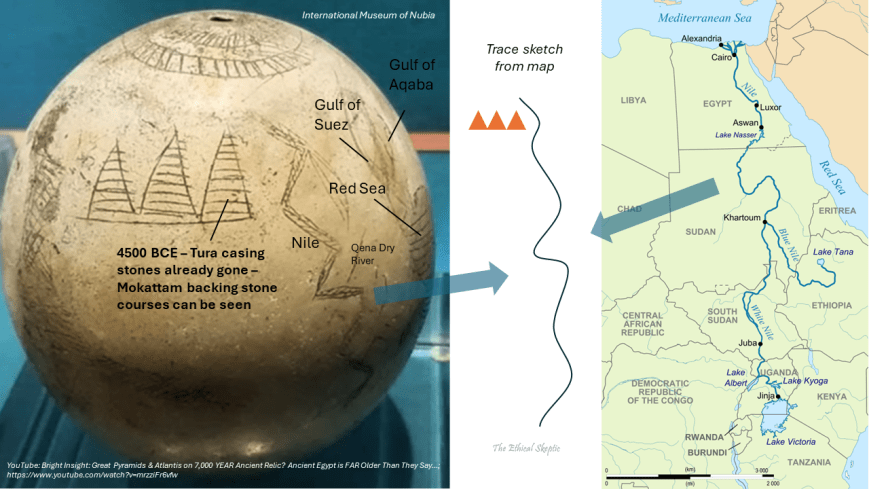 International Museum of Nubia
Gulf of
Aqaba
Gulf of
Suez
Red Sea
Nile
Qena Dry
River
4500 BCE – Tura casing
stones already gone –
Mokattam backing stone
courses can be seen
YouTube: Bright Insight: Great Pyramids & Atlantis on 7,000 YEAR Ancient Relic? Ancient Egypt is FAR Older Than They Say...;
https://www.youtube.com/watch?v=mrzziFr6vfw
Trace sketch
from map
The Ethical Skeptic
Mediterranean Sea
Alexandria
Cairo
LIBYA
EGYPT
Nile
Luxor
Aswan
Lake Nasser
Red Sea
CHAD
SUDAN
Khartoum
ERITREA
Blue Nile
Lake Tana
ETHIOPIA
White Nile
CENTRAL
AFRICAN
REPUBLIC
SOUTH
SUDAN
Juba
DEMOCRATIC
REPUBLIC
OF THE CONGO
Lake
Albert
UGANDA
Lake Kyoga
KENYA
Jinja
Lake Victoria
RWANDA
BURUNDI
TANZANIA
0
3 000
(km)
0
(mi)
2 000